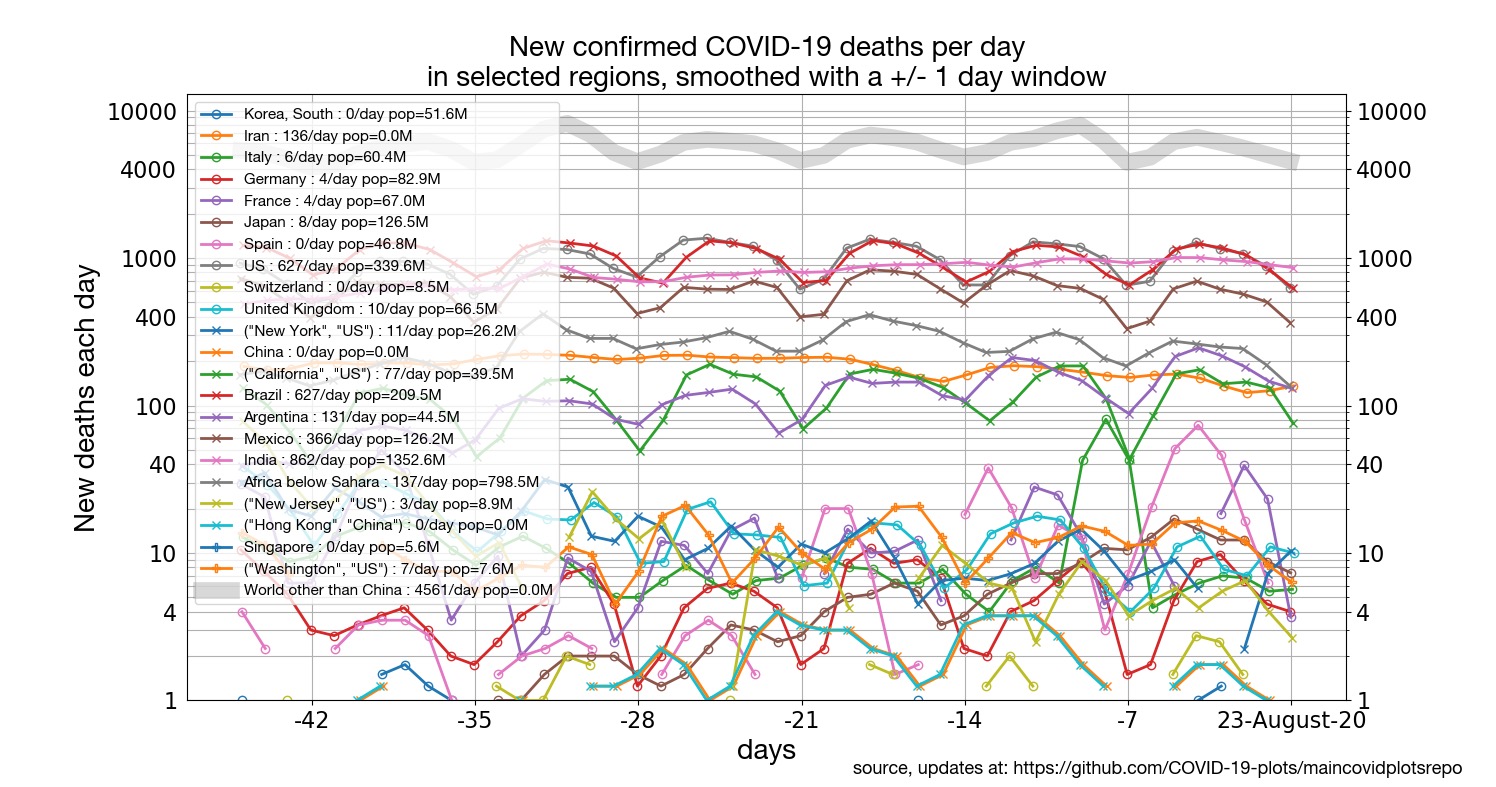 New confirmed COVID-19 deaths per day
in selected regions, smoothed with a +/- 1 day window
New deaths each day
10000
4000
1000
400
100
40
10
4
1
Korea, South : 0/day pop=51.6M
Iran : 136/day pop=0.0M
Italy : 6/day pop=60.4M
Germany : 4/day pop=82.9M
France : 4/day pop=67.0M
Japan : 8/day pop=126.5M
Spain : 0/day pop=46.8M
US : 627/day pop=339.6M
Switzerland : 0/day pop=8.5M
United Kingdom : 10/day pop=66.5M
("New York", "US") : 11/day pop=26.2M
China : 0/day pop=0.0M
("California", "US") : 77/day pop=39.5M
Brazil : 627/day pop=209.5M
Argentina : 131/day pop=44.5M
Mexico : 366/day pop=126.2M
India : 862/day pop=1352.6M
Africa below Sahara : 137/day pop=798.5M
("New Jersey", "US") : 3/day pop=8.9M
("Hong Kong", "China") : 0/day pop=0.0M
Singapore : 0/day pop=5.6M
("Washington", "US") : 7/day pop=7.6M
World other than China : 4561/day pop=0.0M
10000
4000
1000
400
100
40
10
4
1
-42 -35 -28 -21 -14 -7 23-August-20
days
source, updates at: https://github.com/COVID-19-plots/maincovidplotsrepo